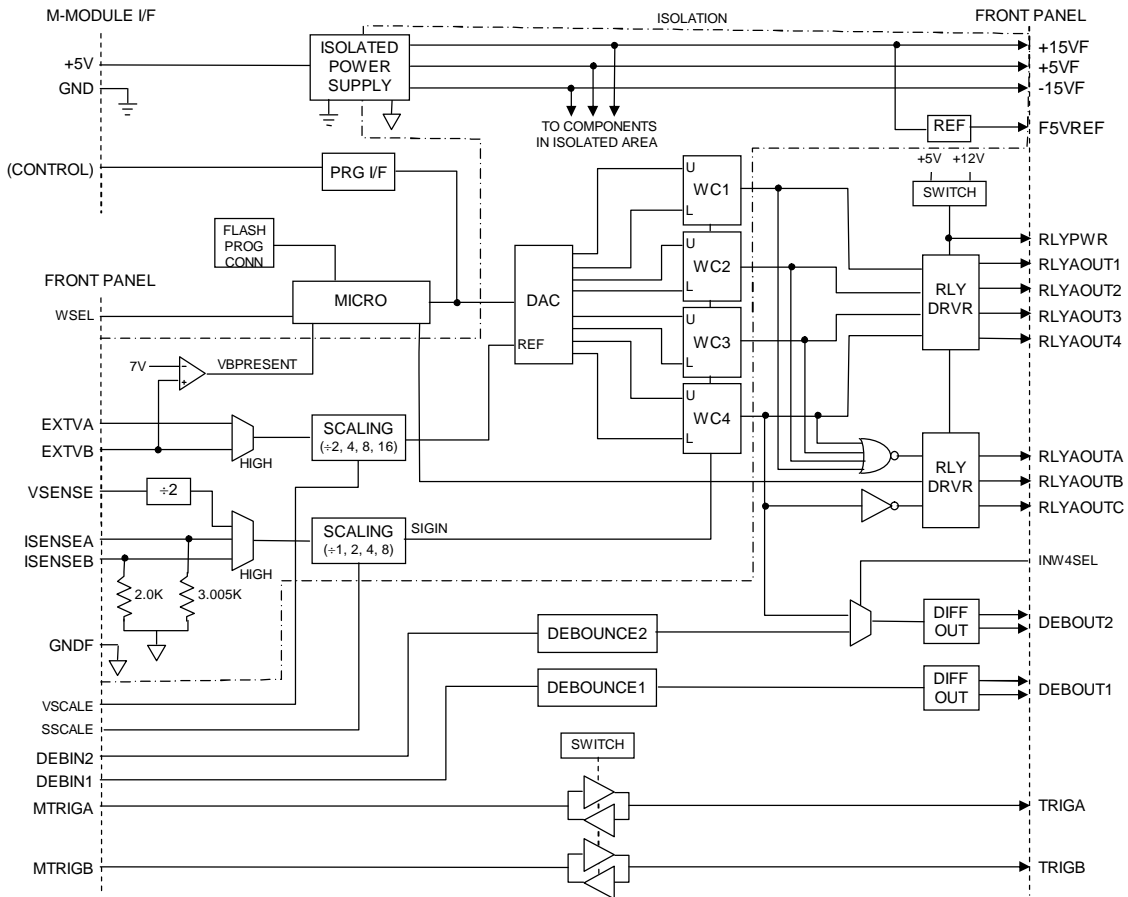 M-MODULE I/F
ISOLATION
FRONT PANEL
+5V
GND
ISOLATED
POWER
SUPPLY
+15VF
+5VF
-15VF
TO COMPONENTS
IN ISOLATED AREA
REF
F5VREF
(CONTROL)
PRG I/F
+5V
+12V
SWITCH
FLASH
PROG
CONN
U
WC1
L
U
WC2
L
U
WC3
L
U
WC4
L
RLYPWR
RLYAOUT1
RLYAOUT2
RLYAOUT3
RLYAOUT4
RLY
DRVR
FRONT PANEL
WSEL
MICRO
DAC
REF
7V
−
+
VBPRESENT
EXTVA
EXTVB
HIGH
SCALING
(÷2, 4, 8, 16)
VSENSE
÷2
ISENSEA
ISENSEB
HIGH
SCALING
(÷1, 2, 4, 8)
SIGIN
2.0K
3.005K
RLY
DRVR
RLYAOUTA
RLYAOUTB
RLYAOUTC
INW4SEL
GNDF
DEBOUNCE2
DIFF
OUT
DEBOUT2
DEBOUNCE1
DIFF
OUT
DEBOUT1
VSCALE
SSCALE
DEBIN2
DEBIN1
SWITCH
MTRIGA
TRIGA
MTRIGB
TRIGB